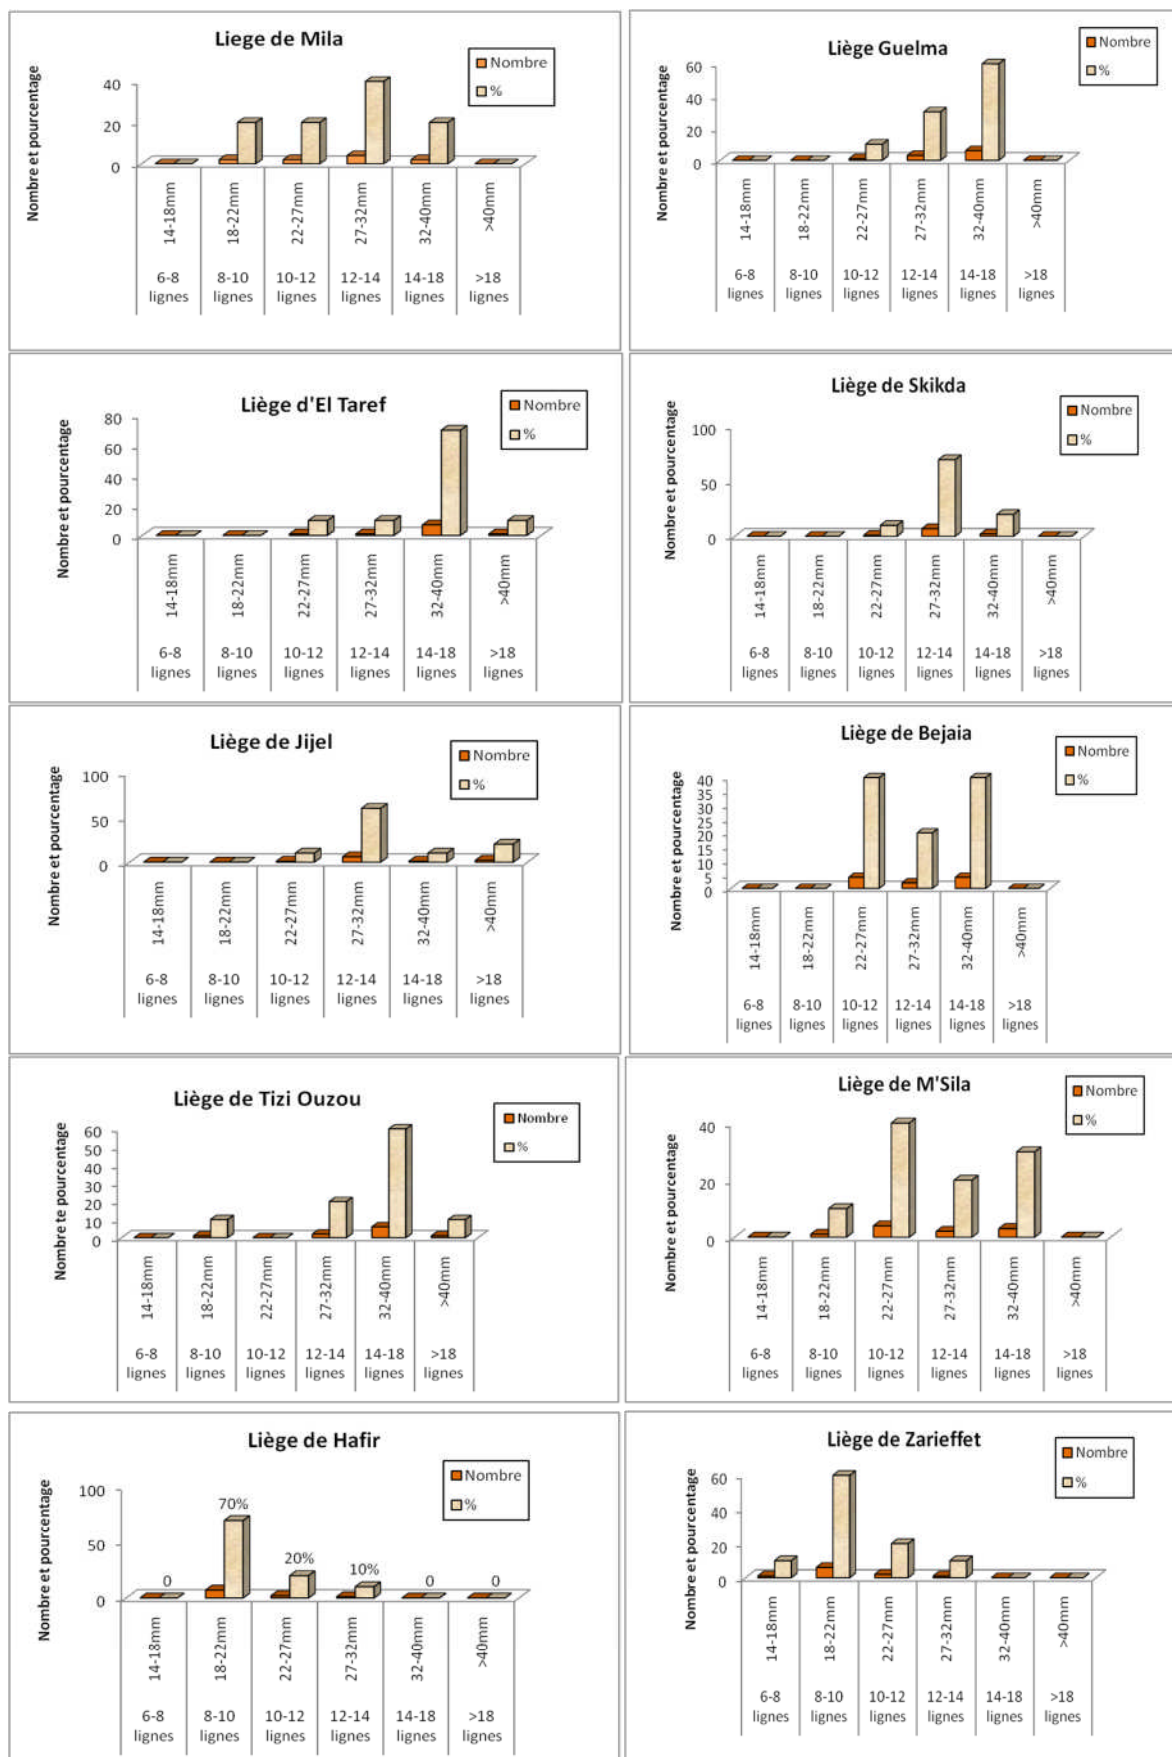 Liege de Mila
Nombre
%
Nombre et pourcentage
40
20
0
14-18mm
18-22mm
22-27mm
27-32mm
32-40mm
>40mm
6-8 lignes
8-10 lignes
10-12 lignes
12-14 lignes
14-18 lignes
>18 lignes
Liège Guelma
Nombre
%
Nombre et pourcentage
60
40
20
0
14-18mm
18-22mm
22-27mm
27-32mm
32-40mm
>40mm
6-8 lignes
8-10 lignes
10-12 lignes
12-14 lignes
14-18 lignes
>18 lignes
Liège d'El Taref
Nombre
%
Nombre et pourcentage
80
60
40
20
0
14-18mm
18-22mm
22-27mm
27-32mm
32-40mm
>40mm
6-8 lignes
8-10 lignes
10-12 lignes
12-14 lignes
14-18 lignes
>18 lignes
Liège de Skikda
Nombre
%
Nombre et pourcentage
100
50
0
14-18mm
18-22mm
22-27mm
27-32mm
32-40mm
>40mm
6-8 lignes
8-10 lignes
10-12 lignes
12-14 lignes
14-18 lignes
>18 lignes
Liège de Jijel
Nombre
%
Nombre et pourcentage
100
50
0
14-18mm
18-22mm
22-27mm
27-32mm
32-40mm
>40mm
6-8 lignes
8-10 lignes
10-12 lignes
12-14 lignes
14-18 lignes
>18 lignes
Liège de Bejaia
Nombre
%
Nombre et pourcentage
40
35
30
25
20
15
10
5
0
14-18mm
18-22mm
22-27mm
27-32mm
32-40mm
>40mm
6-8 lignes
8-10 lignes
10-12 lignes
12-14 lignes
14-18 lignes
>18 lignes
Liège de Tizi Ouzou
Nombre
%
Nombre te pourcentage
60
50
40
30
20
10
0
14-18mm
18-22mm
22-27mm
27-32mm
32-40mm
>40mm
6-8 lignes
8-10 lignes
10-12 lignes
12-14 lignes
14-18 lignes
>18 lignes
Liège de M'Sila
Nombre
%
Nombre et pourcentage
40
20
0
14-18mm
18-22mm
22-27mm
27-32mm
32-40mm
>40mm
6-8 lignes
8-10 lignes
10-12 lignes
12-14 lignes
14-18 lignes
>18 lignes
Liège de Hafir
Nombre
%
Nombre et pourcentage
100
50
0
0
70%
20%
10%
0
0
14-18mm
18-22mm
22-27mm
27-32mm
32-40mm
>40mm
6-8 lignes
8-10 lignes
10-12 lignes
12-14 lignes
14-18 lignes
>18 lignes
Liège de Zarieffet
Nombre
%
Nombre et pourcentage
60
40
20
0
14-18mm
18-22mm
22-27mm
27-32mm
32-40mm
>40mm
6-8 lignes
8-10 lignes
10-12 lignes
12-14 lignes
14-18 lignes
>18 lignes